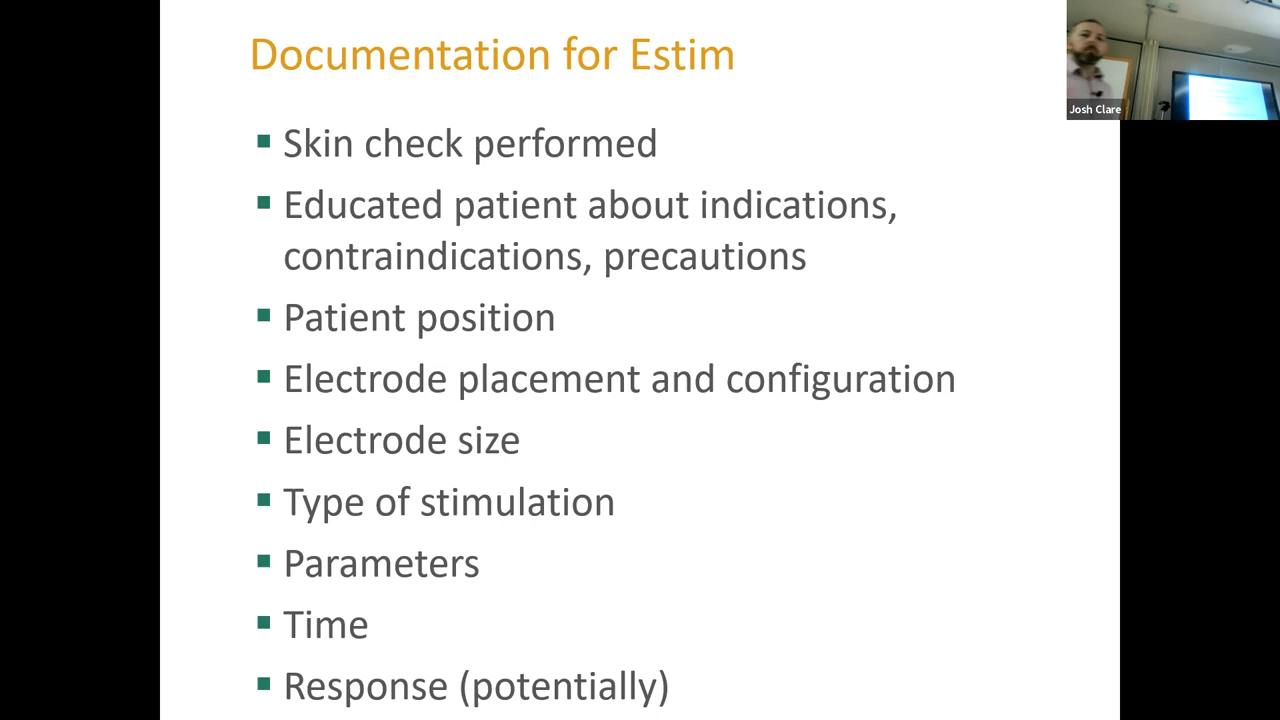 Documentation for Estim
▪ Skin check performed
▪ Educated patient about indications,
contraindications, precautions
▪ Patient position
▪ Electrode placement and configuration
▪ Electrode size
▪ Type of stimulation
▪ Parameters
▪ Time
▪ Response (potentially)
Josh Clare